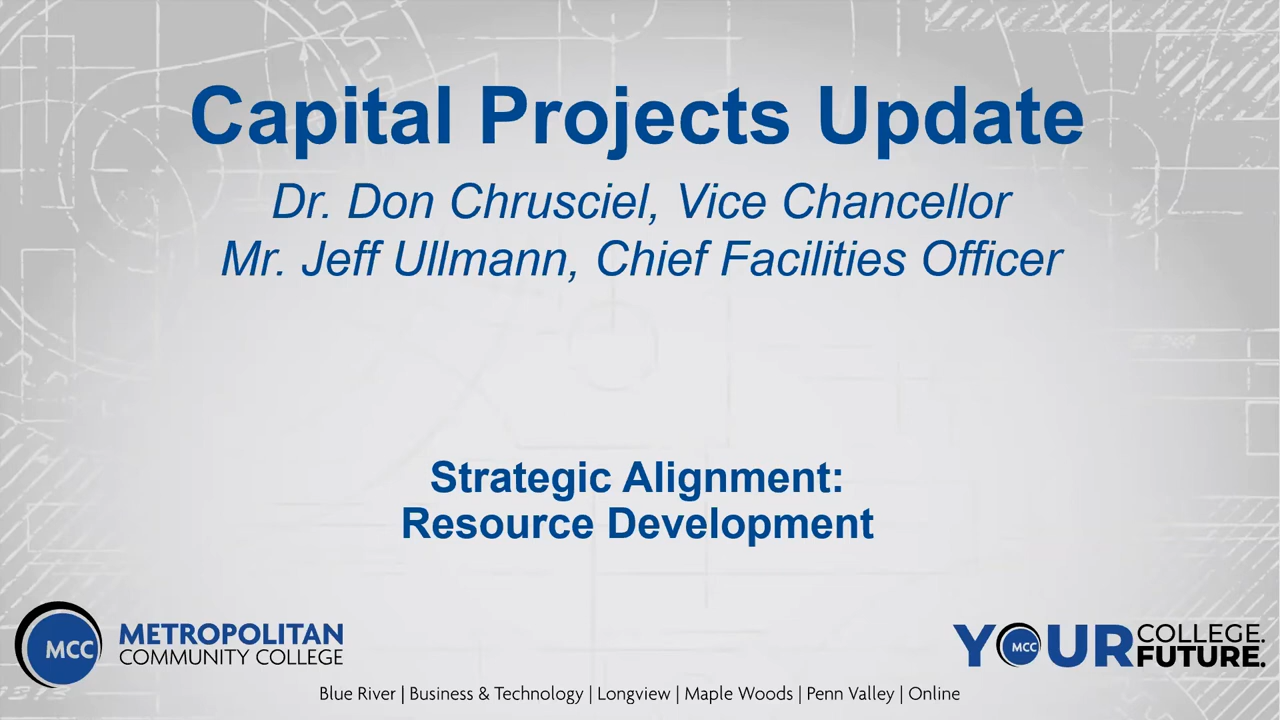 Capital Projects Update
Dr. Don Chrusciel, Vice Chancellor
Mr. Jeff Ullmann, Chief Facilities Officer
Strategic Alignment:
Resource Development
MCC
METROPOLITAN
COMMUNITY COLLEGE
YOUR
MCC
COLLEGE.
FUTURE.
Blue River | Business & Technology | Longview | Maple Woods | Penn Valley | Online